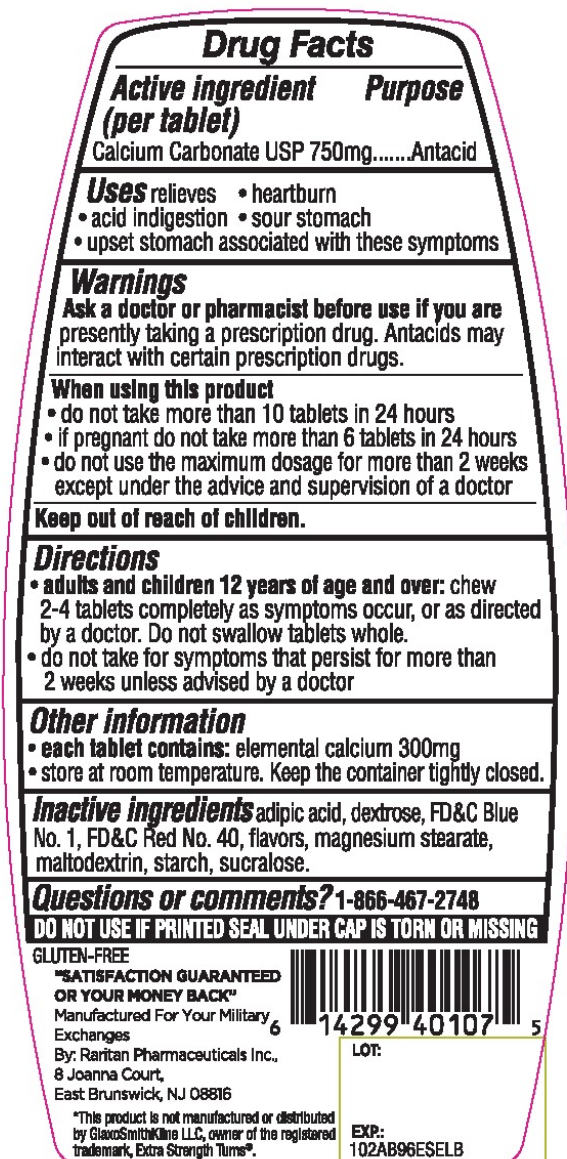 Drug Facts
Active ingredient Purpose
(per tablet)
Calcium Carbonate USP 750mg.......Antacid
Uses relieves • heartburn
• acid indigestion • sour stomach
• upset stomach associated with these symptoms
Warnings
Ask a doctor or pharmacist before use if you are
presently taking a prescription drug. Antacids may
interact with certain prescription drugs.
When using this product
• do not take more than 10 tablets in 24 hours
• if pregnant do not take more than 6 tablets in 24 hours
• do not use the maximum dosage for more than 2 weeks
except under the advice and supervision of a doctor
Keep out of reach of children.
Directions
• adults and children 12 years of age and over: chew
2-4 tablets completely as symptoms occur, or as directed
by a doctor. Do not swallow tablets whole.
• do not take for symptoms that persist for more than
2 weeks unless advised by a doctor
Other information
• each tablet contains: elemental calcium 300mg
• store at room temperature. Keep the container tightly closed.
Inactive ingredients adipic acid, dextrose, FD&C Blue
No. 1, FD&C Red No. 40, flavors, magnesium stearate,
maltodextrin, starch, sucralose.
Questions or comments? 1-866-467-2748
DO NOT USE IF PRINTED SEAL UNDER CAP IS TORN OR MISSING
GLUTEN-FREE
"SATISFACTION GUARANTEED
OR YOUR MONEY BACK"
Manufactured For Your Military
Exchanges
By: Raritan Pharmaceuticals Inc.,
8 Joanna Court,
East Brunswick, NJ 08816
*This product is not manufactured or distributed
by GlaxoSmithKline LLC, owner of the registered
trademark, Extra Strength Tums®.
6 14299 40107 5
LOT:
EXP.:
102AB96ESELB